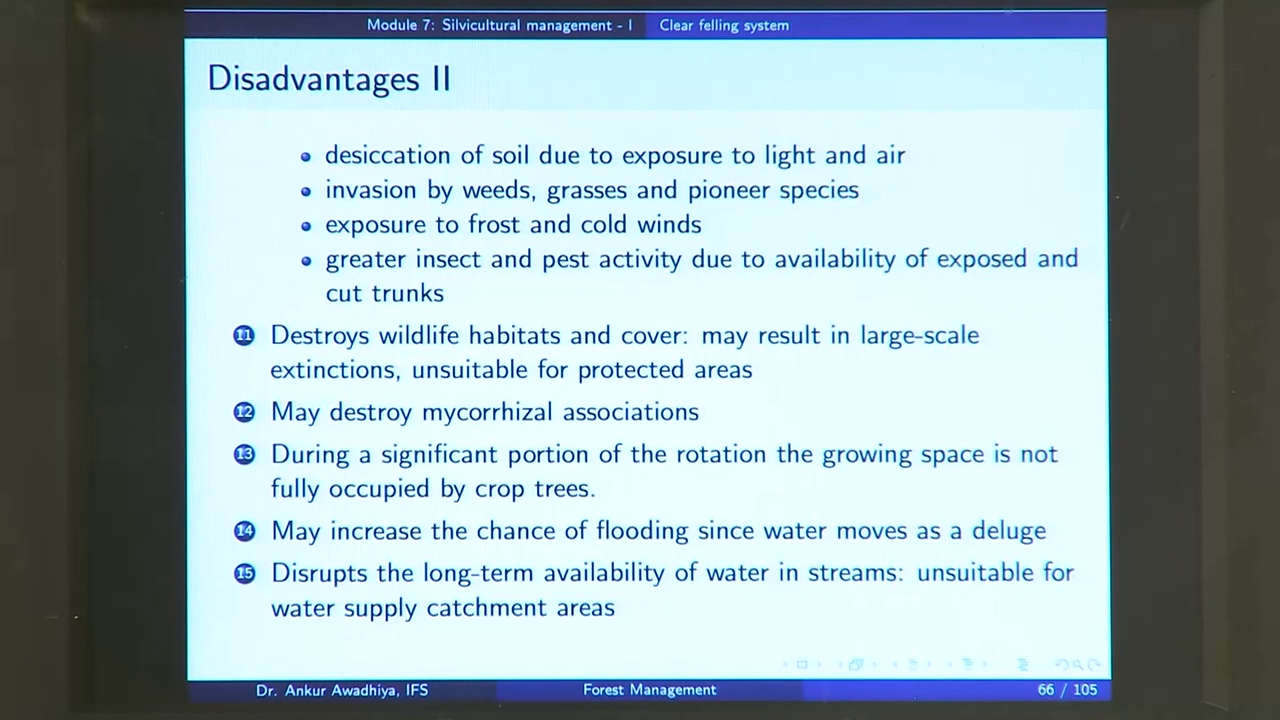 Module 7: Silvicultural management - I Clear felling system
Disadvantages II
desiccation of soil due to exposure to light and air
invasion by weeds, grasses and pioneer species
exposure to frost and cold winds
greater insect and pest activity due to availability of exposed and
cut trunks
11 Destroys wildlife habitats and cover: may result in large-scale
extinctions, unsuitable for protected areas
12 May destroy mycorrhizal associations
13 During a significant portion of the rotation the growing space is not
fully occupied by crop trees.
14 May increase the chance of flooding since water moves as a deluge
15 Disrupts the long-term availability of water in streams: unsuitable for
water supply catchment areas
Dr. Ankur Awadhiya, IFS Forest Management 66 / 105